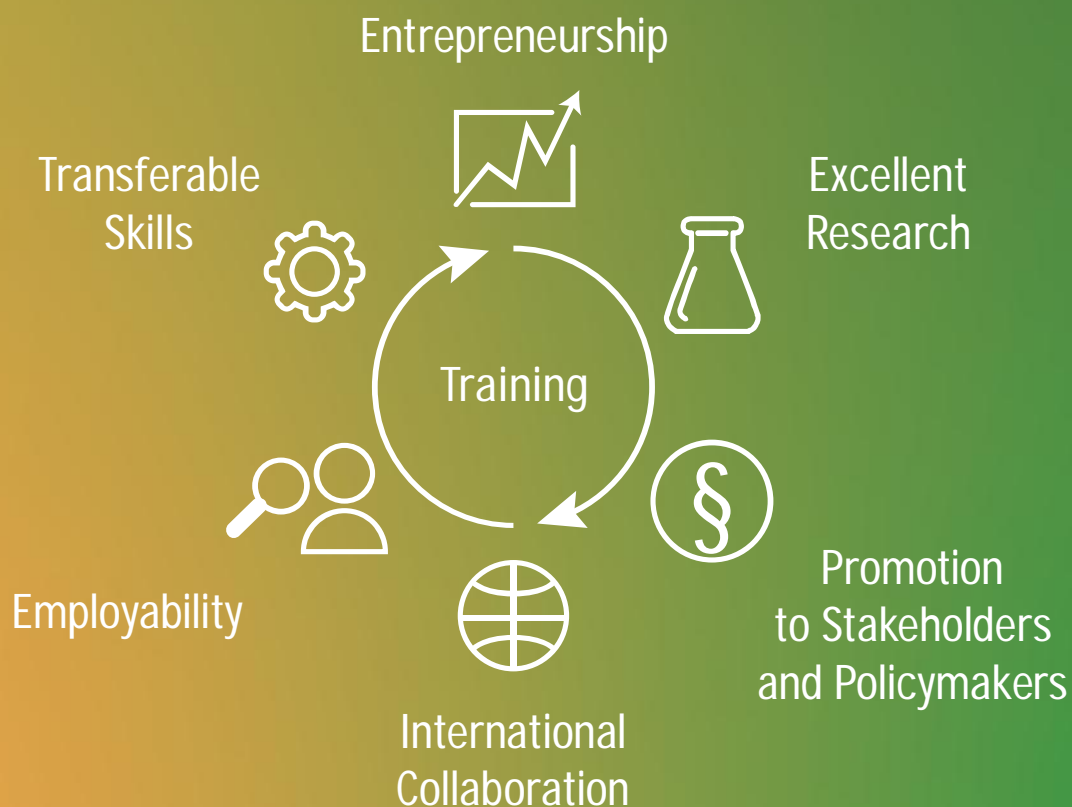 Entrepreneurship
Transferable
Skills
Excellent
Research
Training
§
Employability
Promotion
to Stakeholders
and Policymakers
International
Collaboration